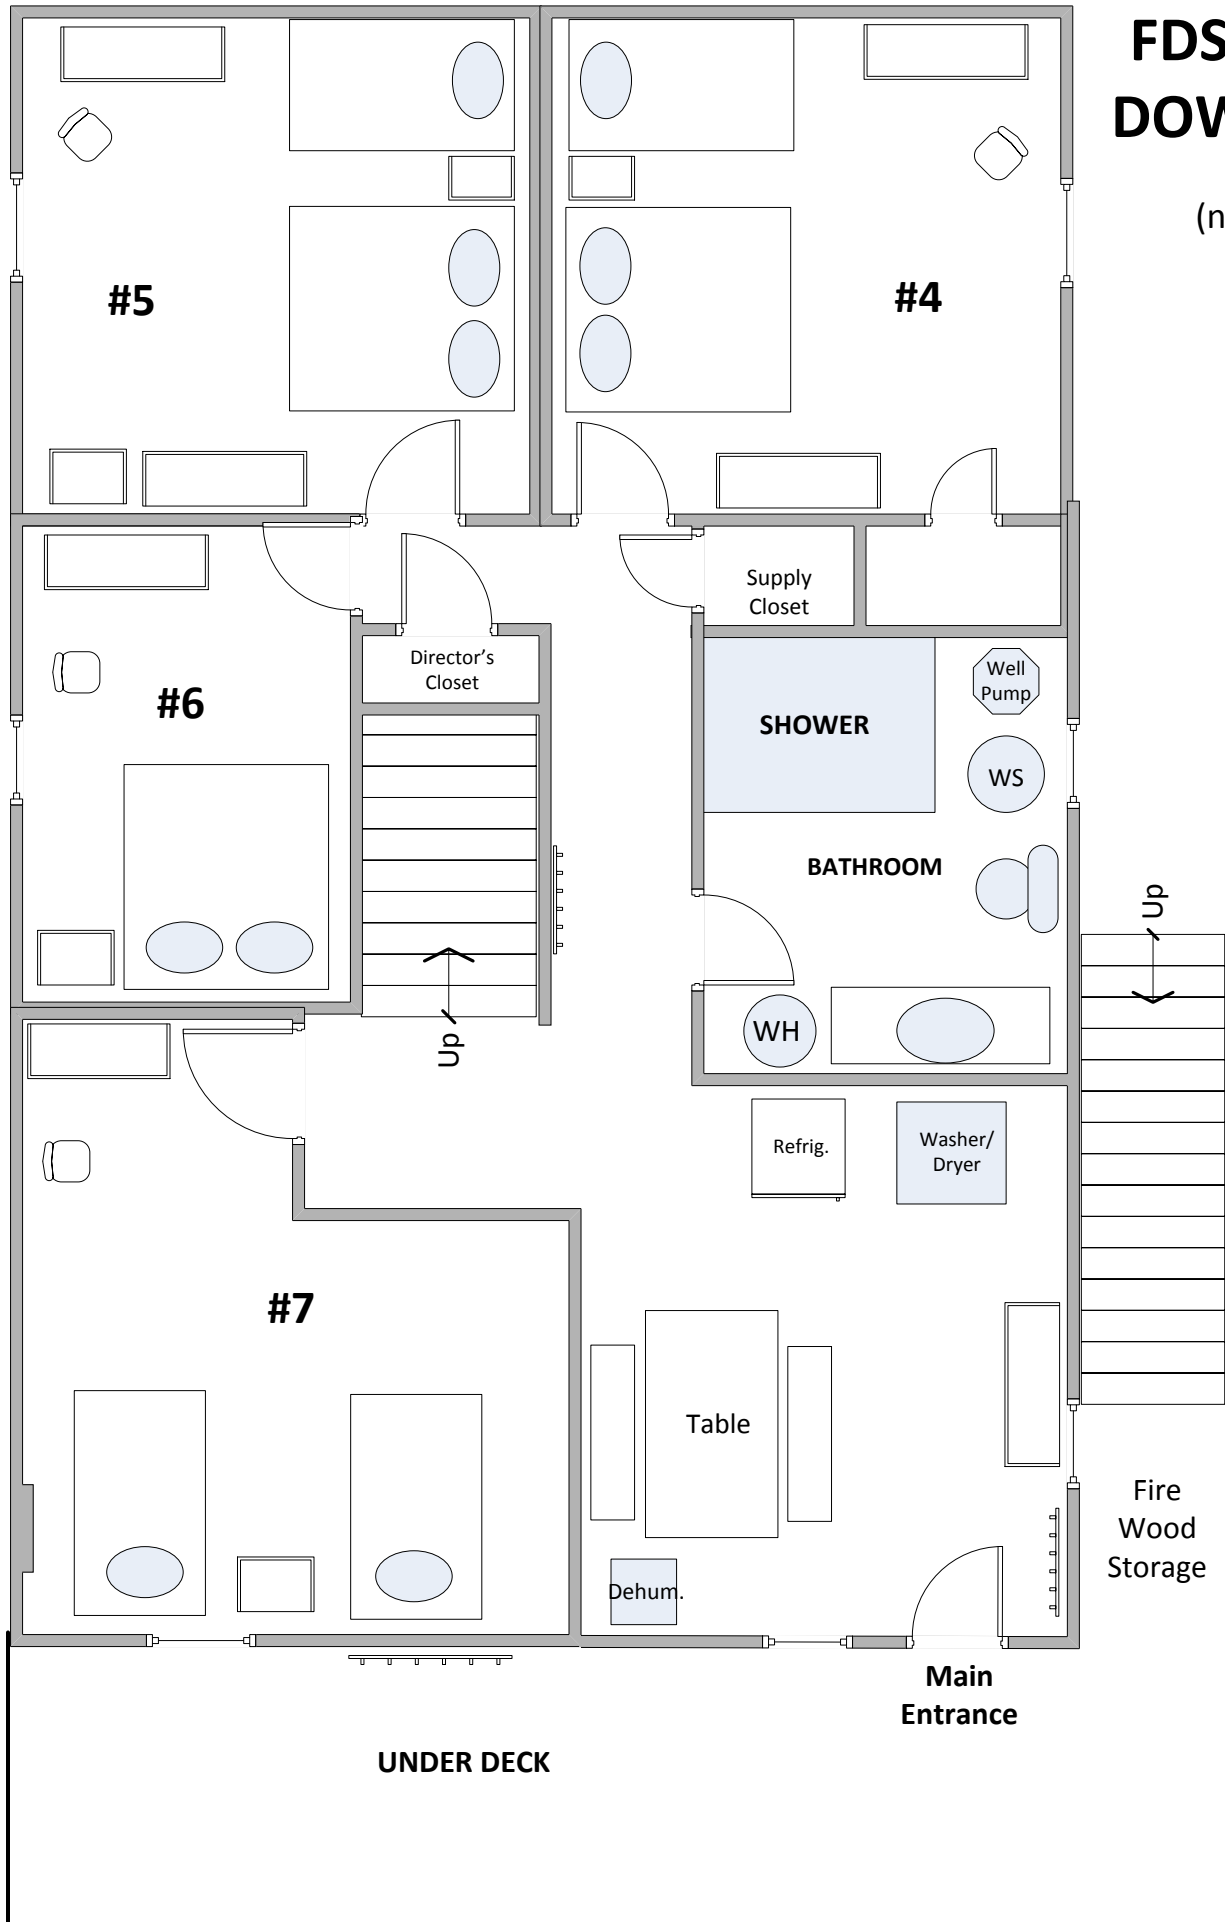 FDS
DOW
(n
#5
#4
Supply
Closet
Director's
Closet
#6
Well
Pump
SHOWER
WS
BATHROOM
Up
Up
WH
Refrig.
Washer/
Dryer
#7
Table
Fire
Wood
Storage
Dehum.
Main
Entrance
UNDER DECK